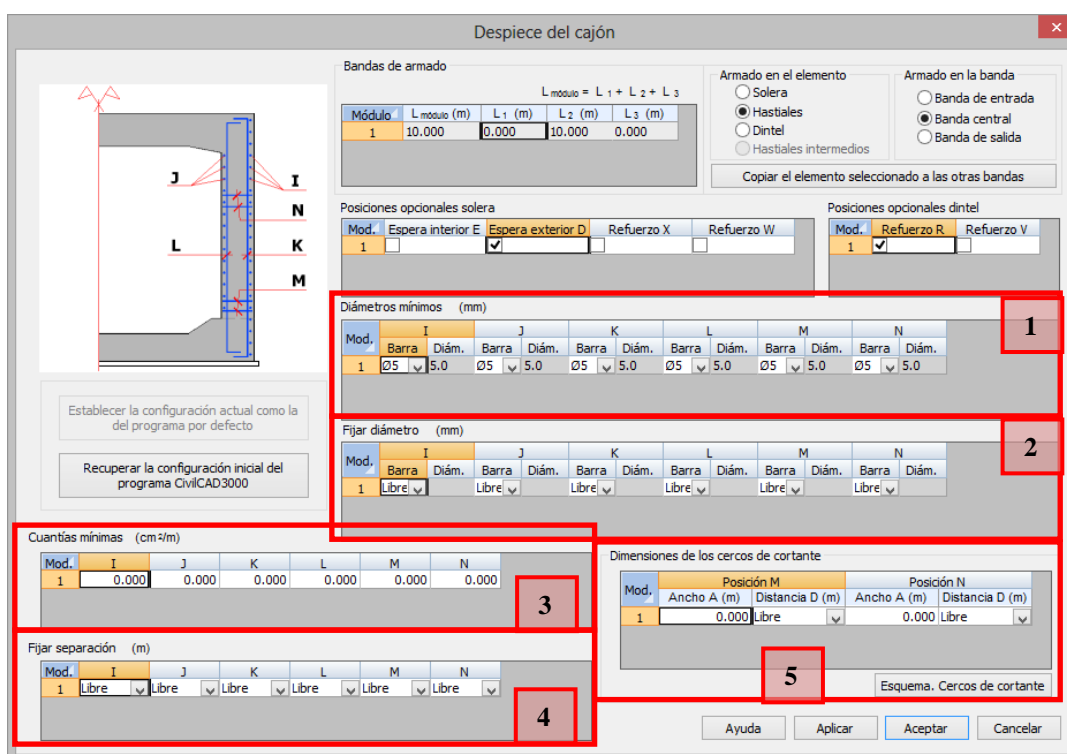 Despiece del cajón
J
I
N
L
K
M
Bandas de armado
L módulo = L 1 + L 2 + L 3
Módulo L módulo (m) L 1 (m) L 2 (m) L 3 (m)
1 10.000 0.000 10.000 0.000
Armado en el elemento
Solera
Hastiales
Dintel
Hastiales intermedios
Armado en la banda
Banda de entrada
Banda central
Banda de salida
Copiar el elemento seleccionado a las otras bandas
Posiciones opcionales solera
Mod. Espera interior E Espera exterior D Refuerzo X Refuerzo W
1
Posiciones opcionales dintel
Mod. Refuerzo R Refuerzo V
1
Diámetros mínimos (mm)
1
Mod. I J K L M N
Barra Diám. Barra Diám. Barra Diám. Barra Diám. Barra Diám. Barra Diám.
1 Ø5 5.0 Ø5 5.0 Ø5 5.0 Ø5 5.0 Ø5 5.0 Ø5 5.0
Establecer la configuración actual como la
del programa por defecto
Recuperar la configuración inicial del
programa CivilCAD3000
Fijar diámetro (mm)
2
Mod. I J K L M N
Barra Diám. Barra Diám. Barra Diám. Barra Diám. Barra Diám. Barra Diám.
1 Libre Libre Libre Libre Libre Libre
Cuantías mínimas (cm²/m)
Mod. I J K L M N
1 0.000 0.000 0.000 0.000 0.000 0.000
3
Dimensiones de los cercos de cortante
Mod. Posición M Posición N
Ancho A (m) Distancia D (m) Ancho A (m) Distancia D (m)
1 0.000 Libre 0.000 Libre
5
Esquema. Cercos de cortante
Fijar separación (m)
Mod. I J K L M N
1 Libre Libre Libre Libre Libre Libre
4
Ayuda Aplicar Aceptar Cancelar